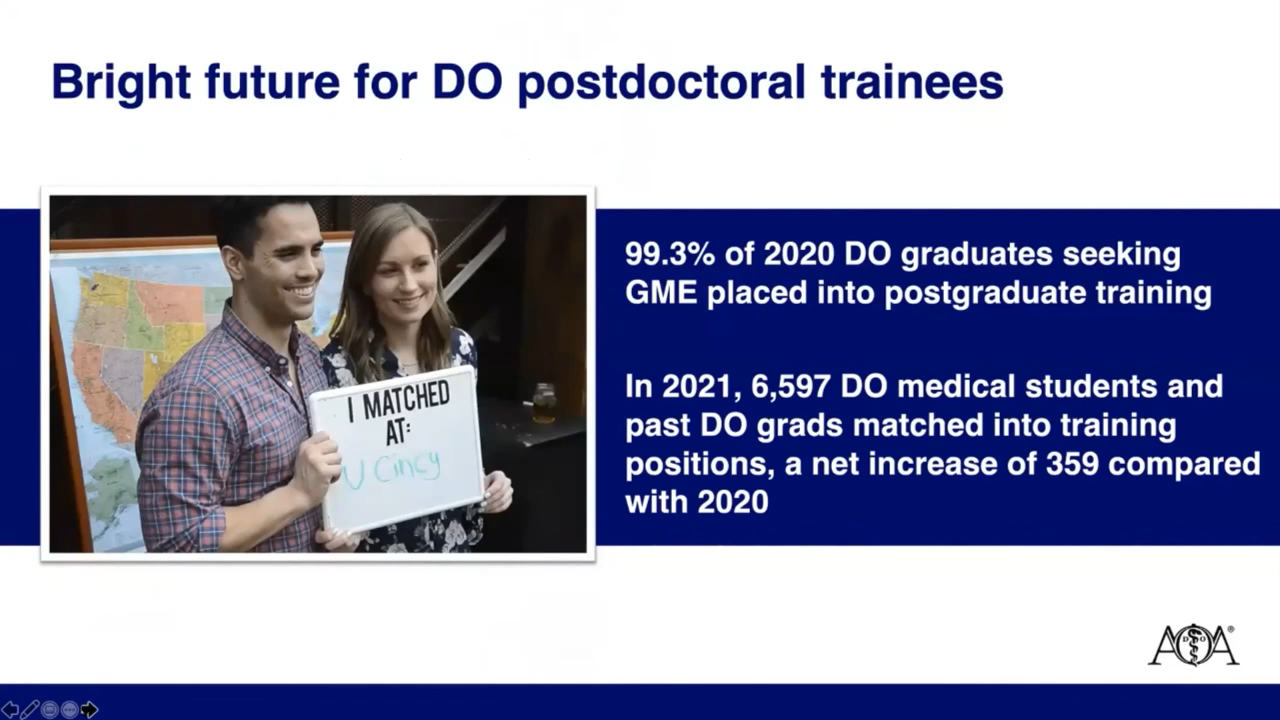 Bright future for DO postdoctoral trainees
I MATCHED
AT:
U Cincy
99.3% of 2020 DO graduates seeking
GME placed into postgraduate training
In 2021, 6,597 DO medical students and
past DO grads matched into training
positions, a net increase of 359 compared
with 2020
AOA®